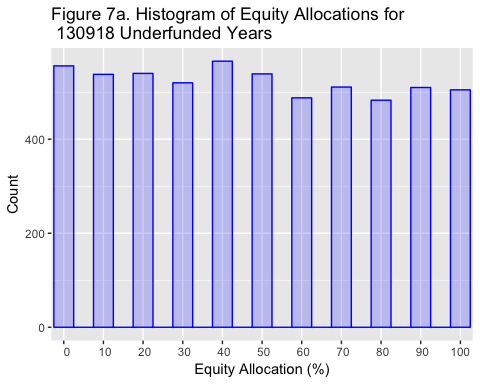 Figure 7a. Histogram of Equity Allocations for
130918 Underfunded Years
Count
400
200
0
0 10 20 30 40 50 60 70 80 90 100
Equity Allocation (%)